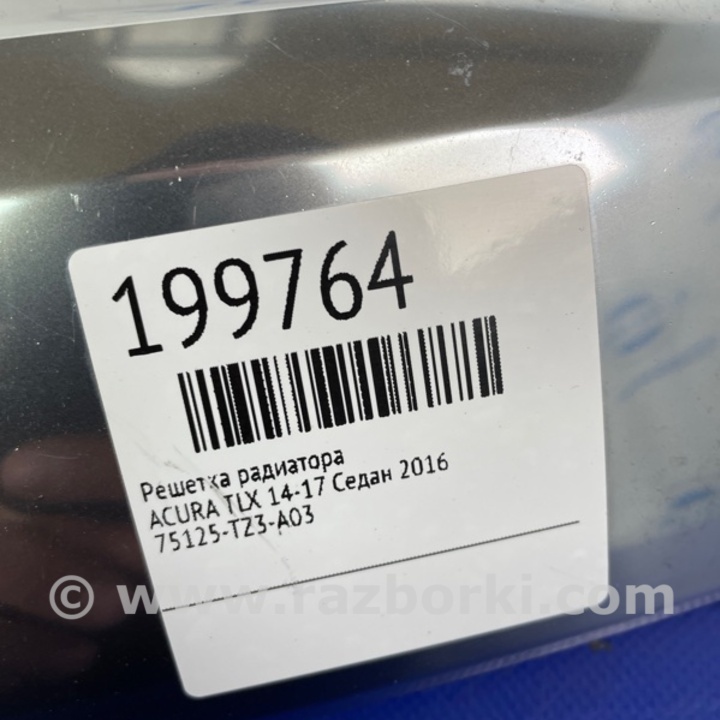 199764
Решетка радиатора
ACURA TLX 14-17 Седан 2016
75125-TZ3-A03
© www.razborki.com